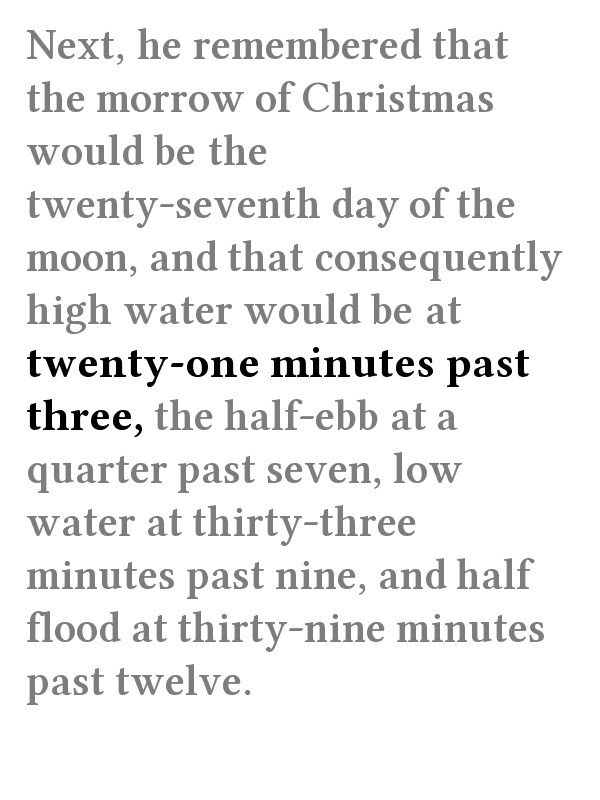 Next, he remembered that
the morrow of Christmas
would be the
twenty-seventh day of the
moon, and that consequently
high water would be at
twenty-one minutes past
three, the half-ebb at a
quarter past seven, low
water at thirty-three
minutes past nine, and half
flood at thirty-nine minutes
past twelve.